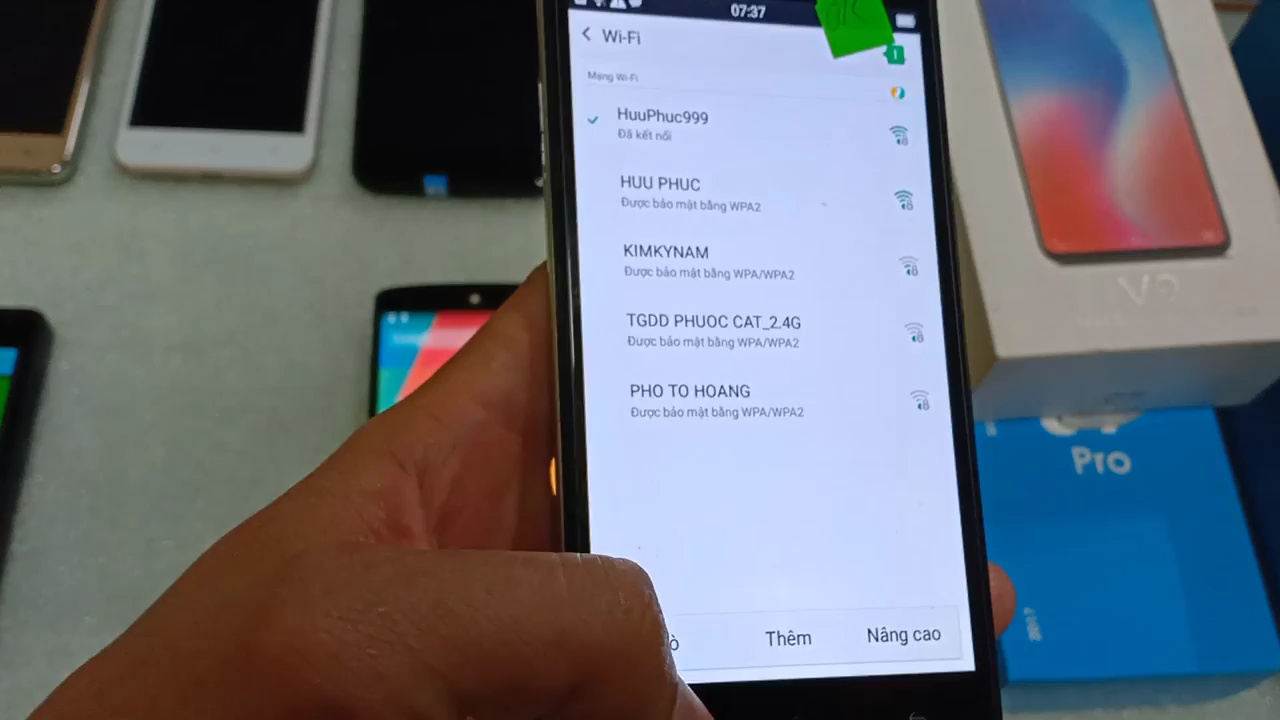 07:37
Wi-Fi
Mạng Wi-Fi
HuuPhuc999
Đã kết nối
HUU PHUC
Được bảo mật bằng WPA2
KIMKYNAM
Được bảo mật bằng WPA/WPA2
TGDD PHUOC CAT_2.4G
Được bảo mật bằng WPA/WPA2
PHO TO HOANG
Được bảo mật bằng WPA/WPA2
Thêm
Nâng cao
Pro
2017